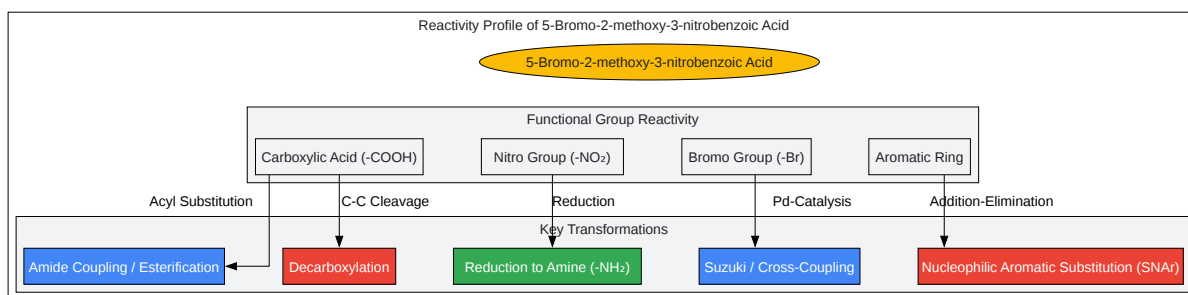 Reactivity Profile of 5-Bromo-2-methoxy-3-nitrobenzoic Acid
5-Bromo-2-methoxy-3-nitrobenzoic Acid
Functional Group Reactivity
Carboxylic Acid (-COOH)
Nitro Group (-NO₂)
Bromo Group (-Br)
Aromatic Ring
Acyl Substitution
C-C Cleavage
Reduction
Pd-Catalysis
Addition-Elimination
Key Transformations
Amide Coupling / Esterification
Decarboxylation
Reduction to Amine (-NH₂)
Suzuki / Cross-Coupling
Nucleophilic Aromatic Substitution (SNAr)